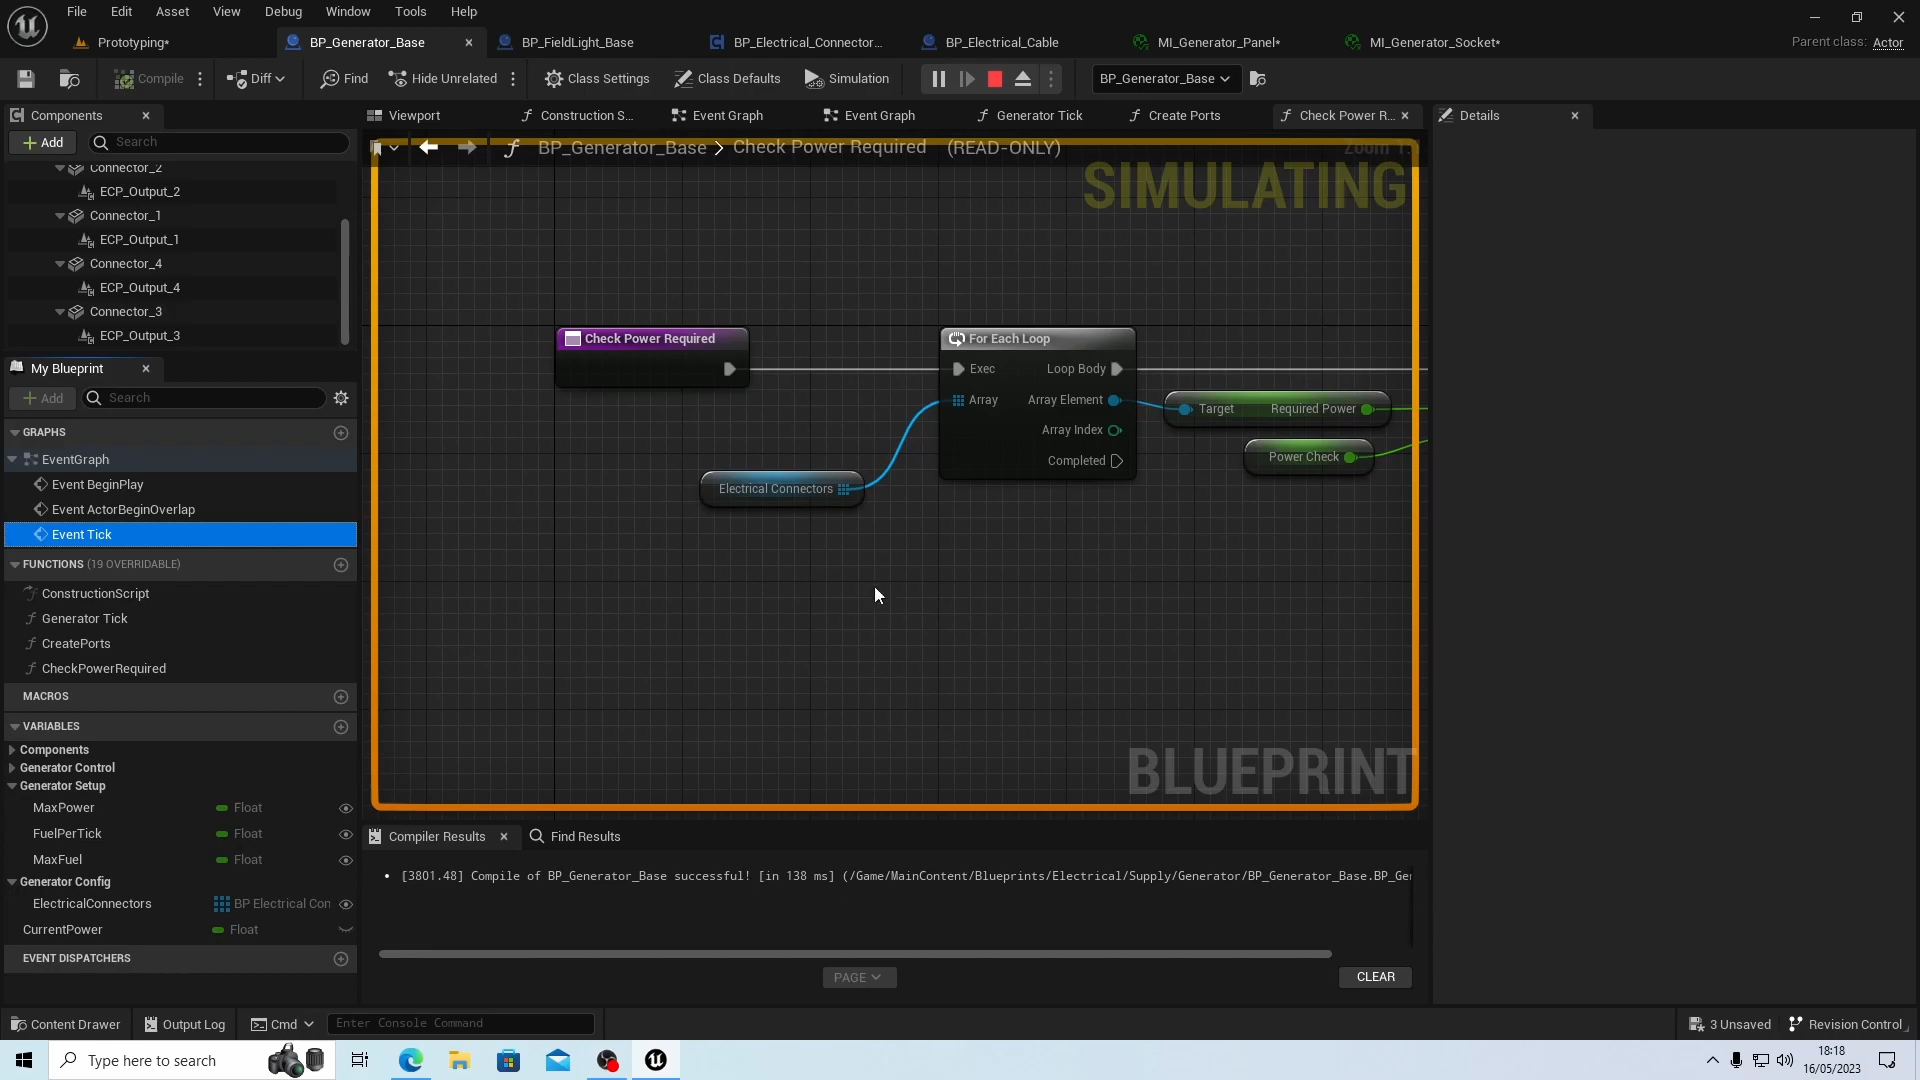 File Edit Asset View Debug Window Tools Help
Prototyping* BP_Generator_Base BP_FieldLight_Base BP_Electrical_Connector... BP_Electrical_Cable MI_Generator_Panel* MI_Generator_Socket* Parent class: Actor
Compile Diff Find Hide Unrelated Class Settings Class Defaults Simulation BP_Generator_Base
Components Viewport Construction S... Event Graph Event Graph Generator Tick Create Ports Check Power R... Details
Add Search
BP_Generator_Base > Check Power Required (READ-ONLY)
SIMULATING
Connector_2
ECP_Output_2
Connector_1
ECP_Output_1
Connector_4
ECP_Output_4
Connector_3
ECP_Output_3
Check Power Required
For Each Loop
Exec Loop Body
Array Array Element
Array Index
Completed
Target Required Power
Power Check
Electrical Connectors
BLUEPRINT
My Blueprint
Add Search
GRAPHS
EventGraph
Event BeginPlay
Event ActorBeginOverlap
Event Tick
FUNCTIONS (19 OVERRIDABLE)
ConstructionScript
Generator Tick
CreatePorts
CheckPowerRequired
MACROS
VARIABLES
Components
Generator Control
Generator Setup
MaxPower Float
FuelPerTick Float
MaxFuel Float
Generator Config
ElectricalConnectors BP Electrical Con
CurrentPower Float
EVENT DISPATCHERS
Compiler Results Find Results
[3801.48] Compile of BP_Generator_Base successful! [in 138 ms] (/Game/MainContent/Blueprints/Electrical/Supply/Generator/BP_Generator_Base.BP_Ge
PAGE CLEAR
Content Drawer Output Log Cmd Enter Console Command 3 Unsaved Revision Control
Type here to search
18:18
16/05/2023